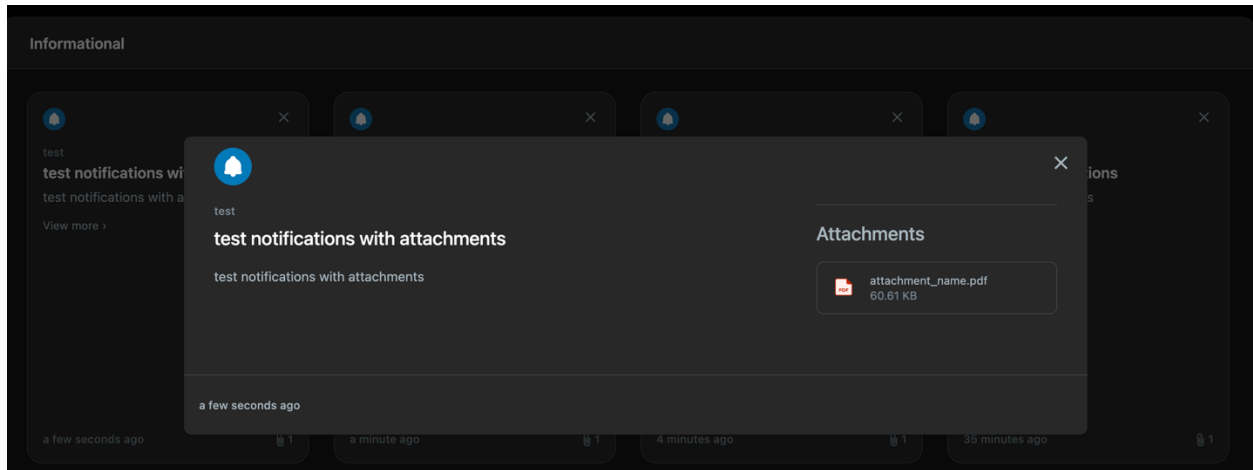 Informational
test
test notifications wi
test notifications with a
View more ›
a few seconds ago
1
a minute ago
1
4 minutes ago
1
ions
s
35 minutes ago
1
test
test notifications with attachments
test notifications with attachments
Attachments
PDF
attachment_name.pdf
60.61 KB
a few seconds ago